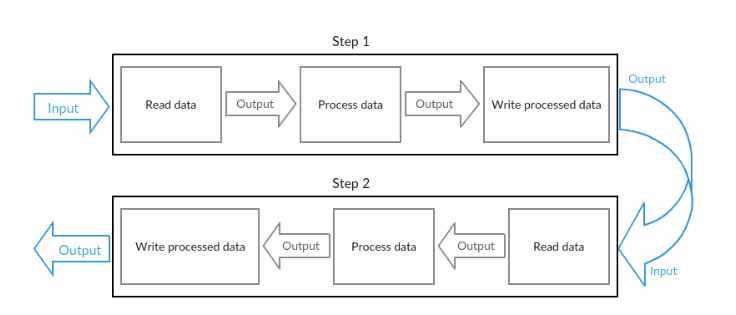 Step 1
Output
Input
Read data
Output
Process data
Output
Write processed data
Step 2
Output
Write processed data
Output
Process data
Output
Read data
Input